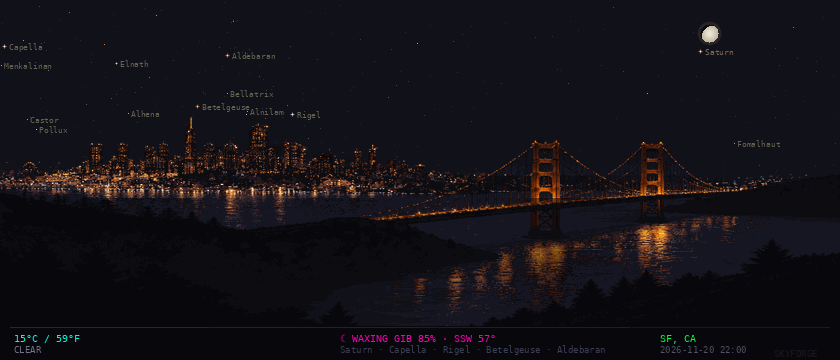 Capella
Saturn
Aldebaran
Menkalinan
Elnath
Bellatrix
Betelgeuse
Alnilam
Rigel
Alhena
Castor
Pollux
Fomalhaut
15°C / 59°F
☾ WAXING GIB 85% · SSW 57°
SF, CA
CLEAR
Saturn · Capella · Rigel · Betelgeuse · Aldebaran
2026-11-20 22:00